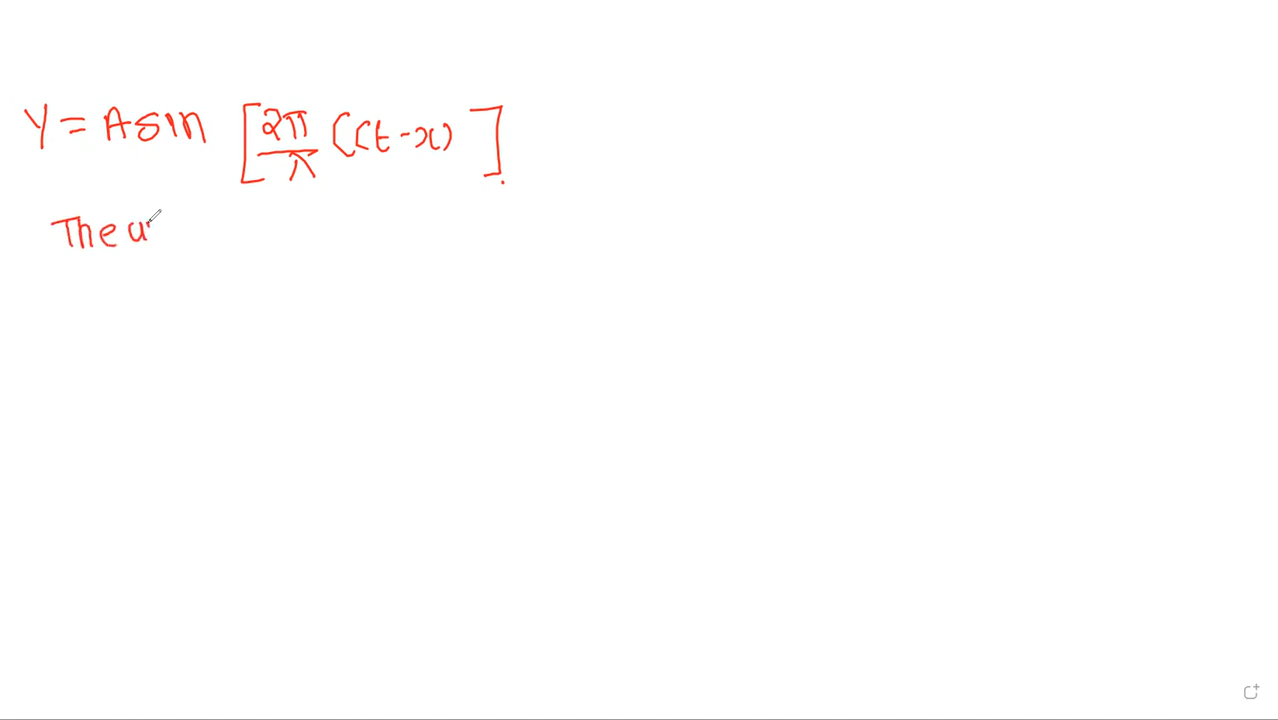 Y = A sin [2π/λ (ct - x)].
The u